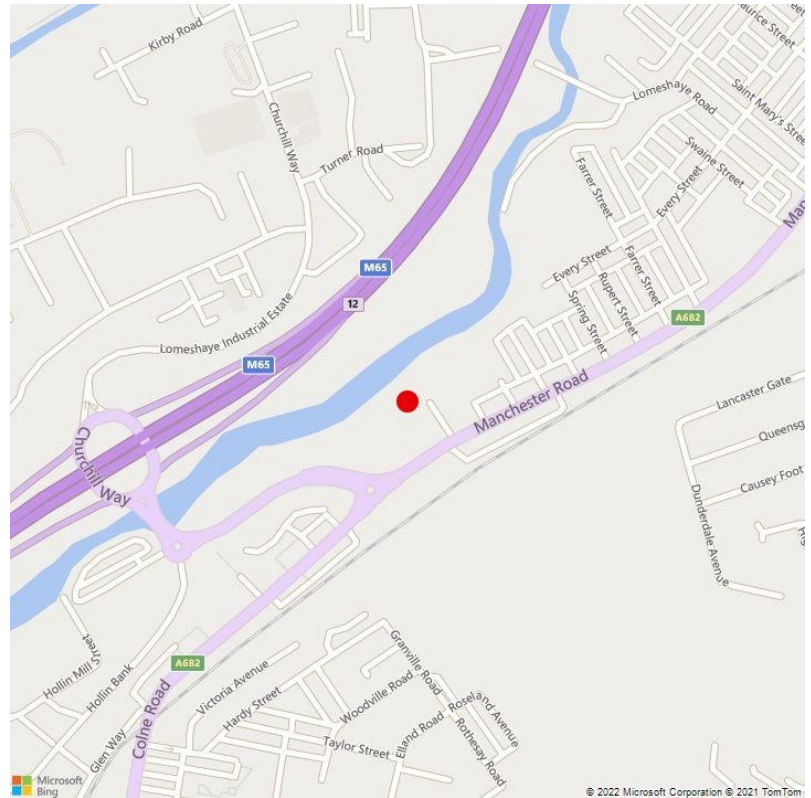 Kirby Road
Churchill Way
Turner Road
Lomeshaye Road
Saint Mary's Street
Swaine Street
Every Street
Farrer Street
M65
12
Every Street
Farrer Street
Rupert Street
Spring Street
A682
Lomeshaye Industrial Estate
M65
Manchester Road
Churchill Way
Lancaster Gate
Causey Foot
Dunderdale Avenue
Hollin Mill Street
Hollin Bank
A682
Victoria Avenue
Granville Road
Hardy Street
Woodville Road
Roseland Avenue
Elland Road
Rothesay Road
Taylor Street
Glen Way
Colne Road
Microsoft
Bing
© 2022 Microsoft Corporation © 2021 TomTom